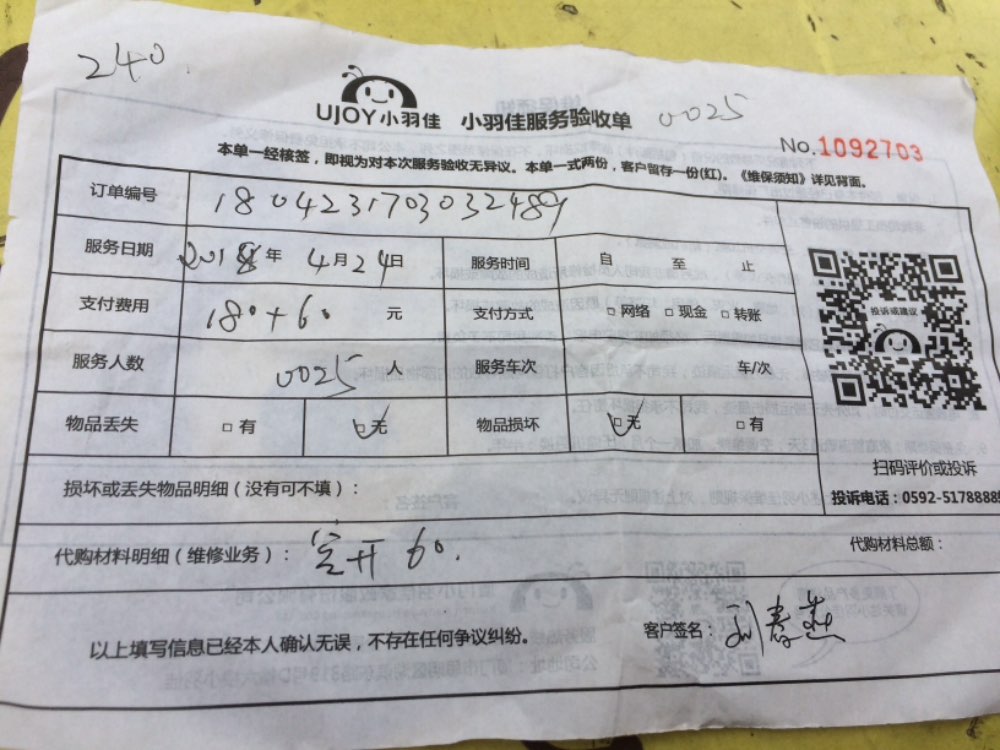 240
UJOY小羽佳 小羽佳服务验收单 0025
No.1092703
本单一经核签，即视为对本次服务验收无异议。本单一式两份，客户留存一份(红)。《维保须知》详见背面。
订单编号 1804231703032489
服务日期 2018年4月24日 服务时间 自 至 止
支付费用 180+60 元 支付方式 □网络 □现金 □转账
投诉或建议
服务人数 0025人 服务车次 车/次
物品丢失 □有 □无 物品损坏 □无 □有
扫码评价或投诉
损坏或丢失物品明细（没有可不填）：
投诉电话：0592-5178885
代购材料明细（维修业务）： 空开 60. 代购材料总额：
以上填写信息已经本人确认无误，不存在任何争议纠纷。 客户签名：刘春燕